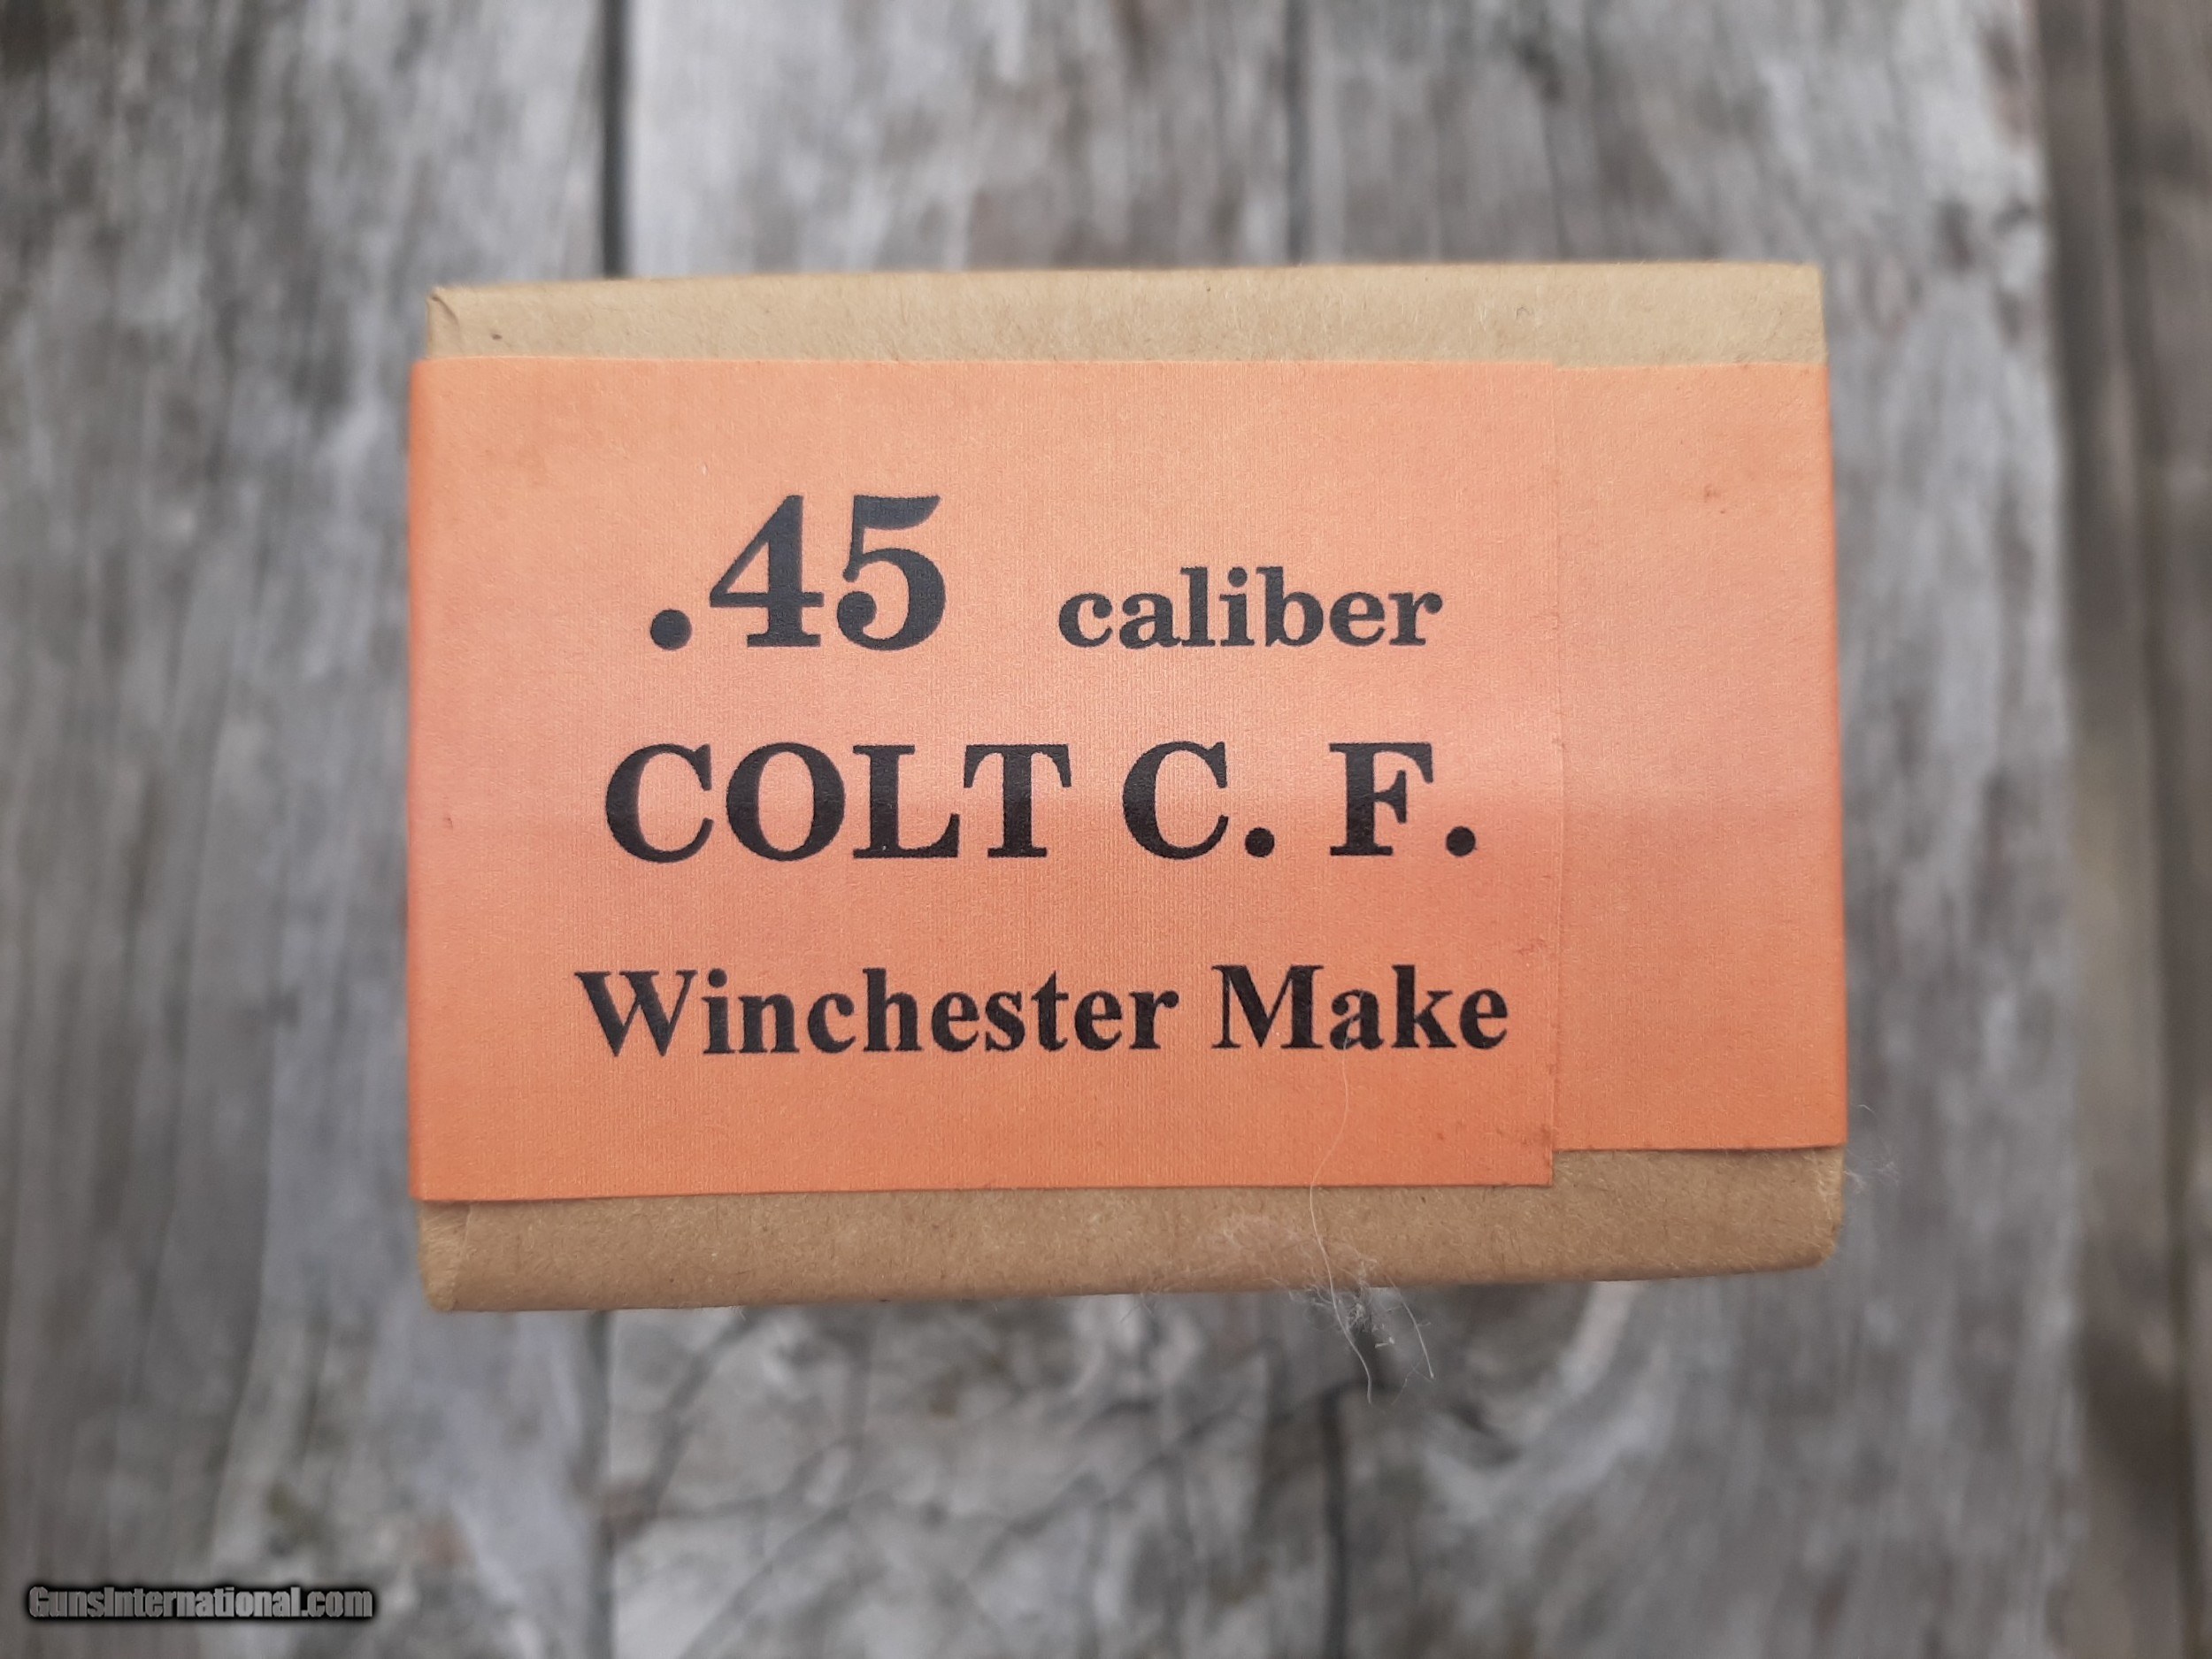 .45 caliber
COLT C. F.
Winchester Make
GunsInternational.com